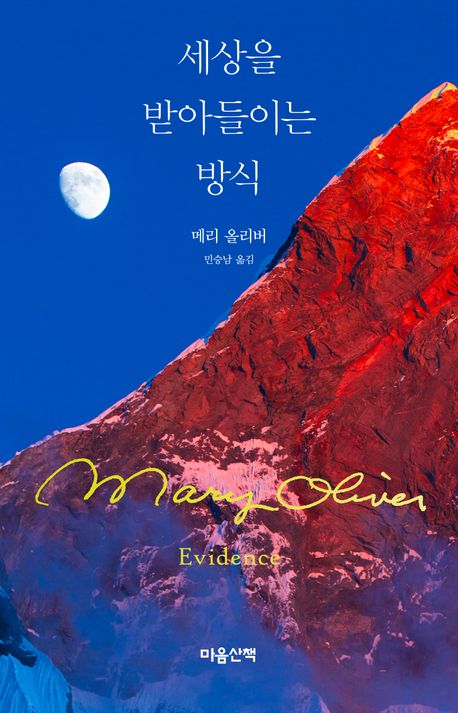 세상을
받아들이는
방식
메리 올리버
민승남 옮김
Mary Oliver
Evidence
마음산책